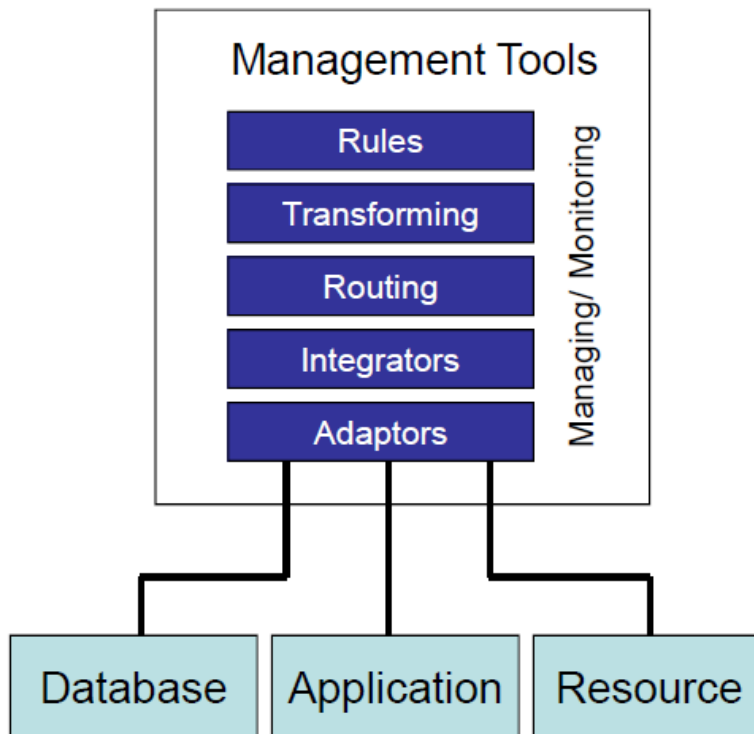 Management Tools
Rules
Transforming
Routing
Integrators
Adaptors
Managing/ Monitoring
Database
Application
Resource